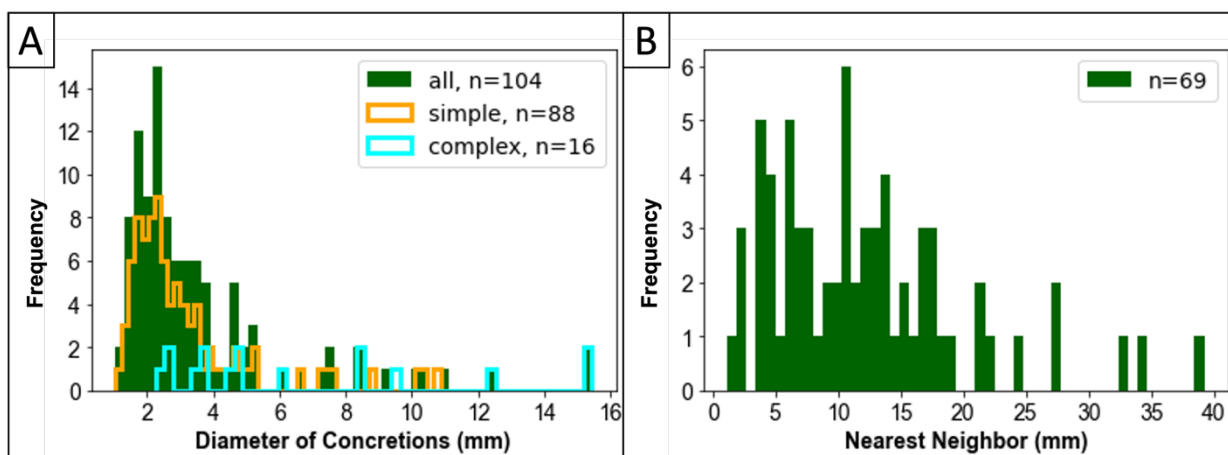 A
Frequency
14
12
10
8
6
4
2
0
all, n=104
simple, n=88
complex, n=16
2 4 6 8 10 12 14 16
Diameter of Concretions (mm)
B
Frequency
6
5
4
3
2
1
0
n=69
0 5 10 15 20 25 30 35 40
Nearest Neighbor (mm)